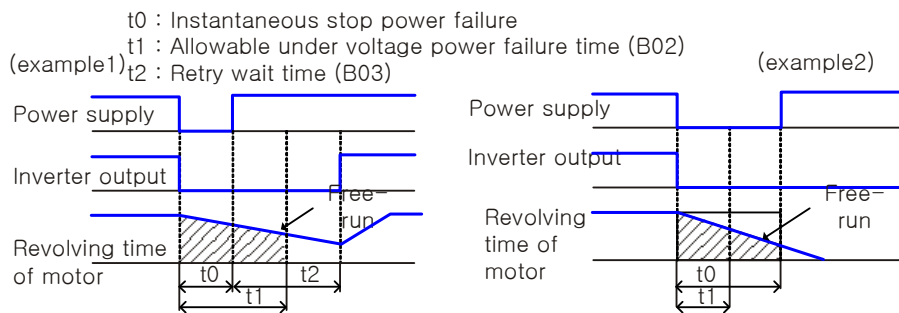 t0 : Instantaneous stop power failure
t1 : Allowable under voltage power failure time (B02)
t2 : Retry wait time (B03)
(example1)
Power supply
Inverter output
Free-
run
Revolving time
of motor
t0
t2
t1
(example2)
Power supply
Inverter output
Free-
run
Revolving
time of
motor
t0
t1